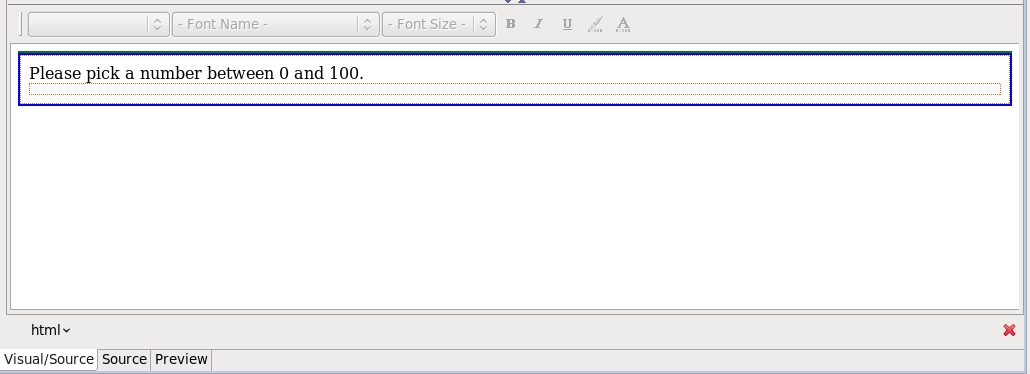 - Font Name - - Font Size - B I U A
Please pick a number between 0 and 100.
html
Visual/Source Source Preview